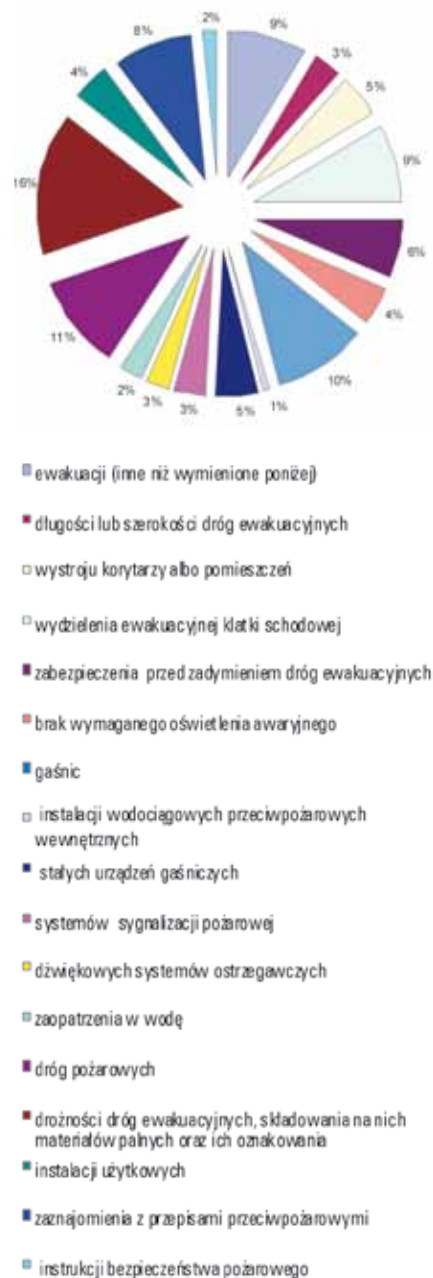 2%
9%
3%
5%
9%
6%
4%
10%
1%
5%
3%
3%
2%
11%
16%
4%
8%
ewakuacji (inne niż wymienione poniżej)
długości lub szerokości dróg ewakuacyjnych
wystroju korytarzy albo pomieszczeń
wydzielenia ewakuacyjnej klatki schodowej
zabezpieczenia przed zadymieniem dróg ewakuacyjnych
brak wymaganego oświetlenia awaryjnego
gaśnic
instalacji wodociągowych przeciwpożarowych
wewnętrznych
stałych urządzeń gaśniczych
systemów sygnalizacji pożarowej
dźwiękowych systemów ostrzegawczych
zaopatrzenia w wodę
dróg pożarowych
drożności dróg ewakuacyjnych, składowania na nich
materiałów palnych oraz ich oznakowania
instalacji użytkowych
zaznajomienia z przepisami przeciwpożarowymi
instrukcji bezpieczeństwa pożarowego